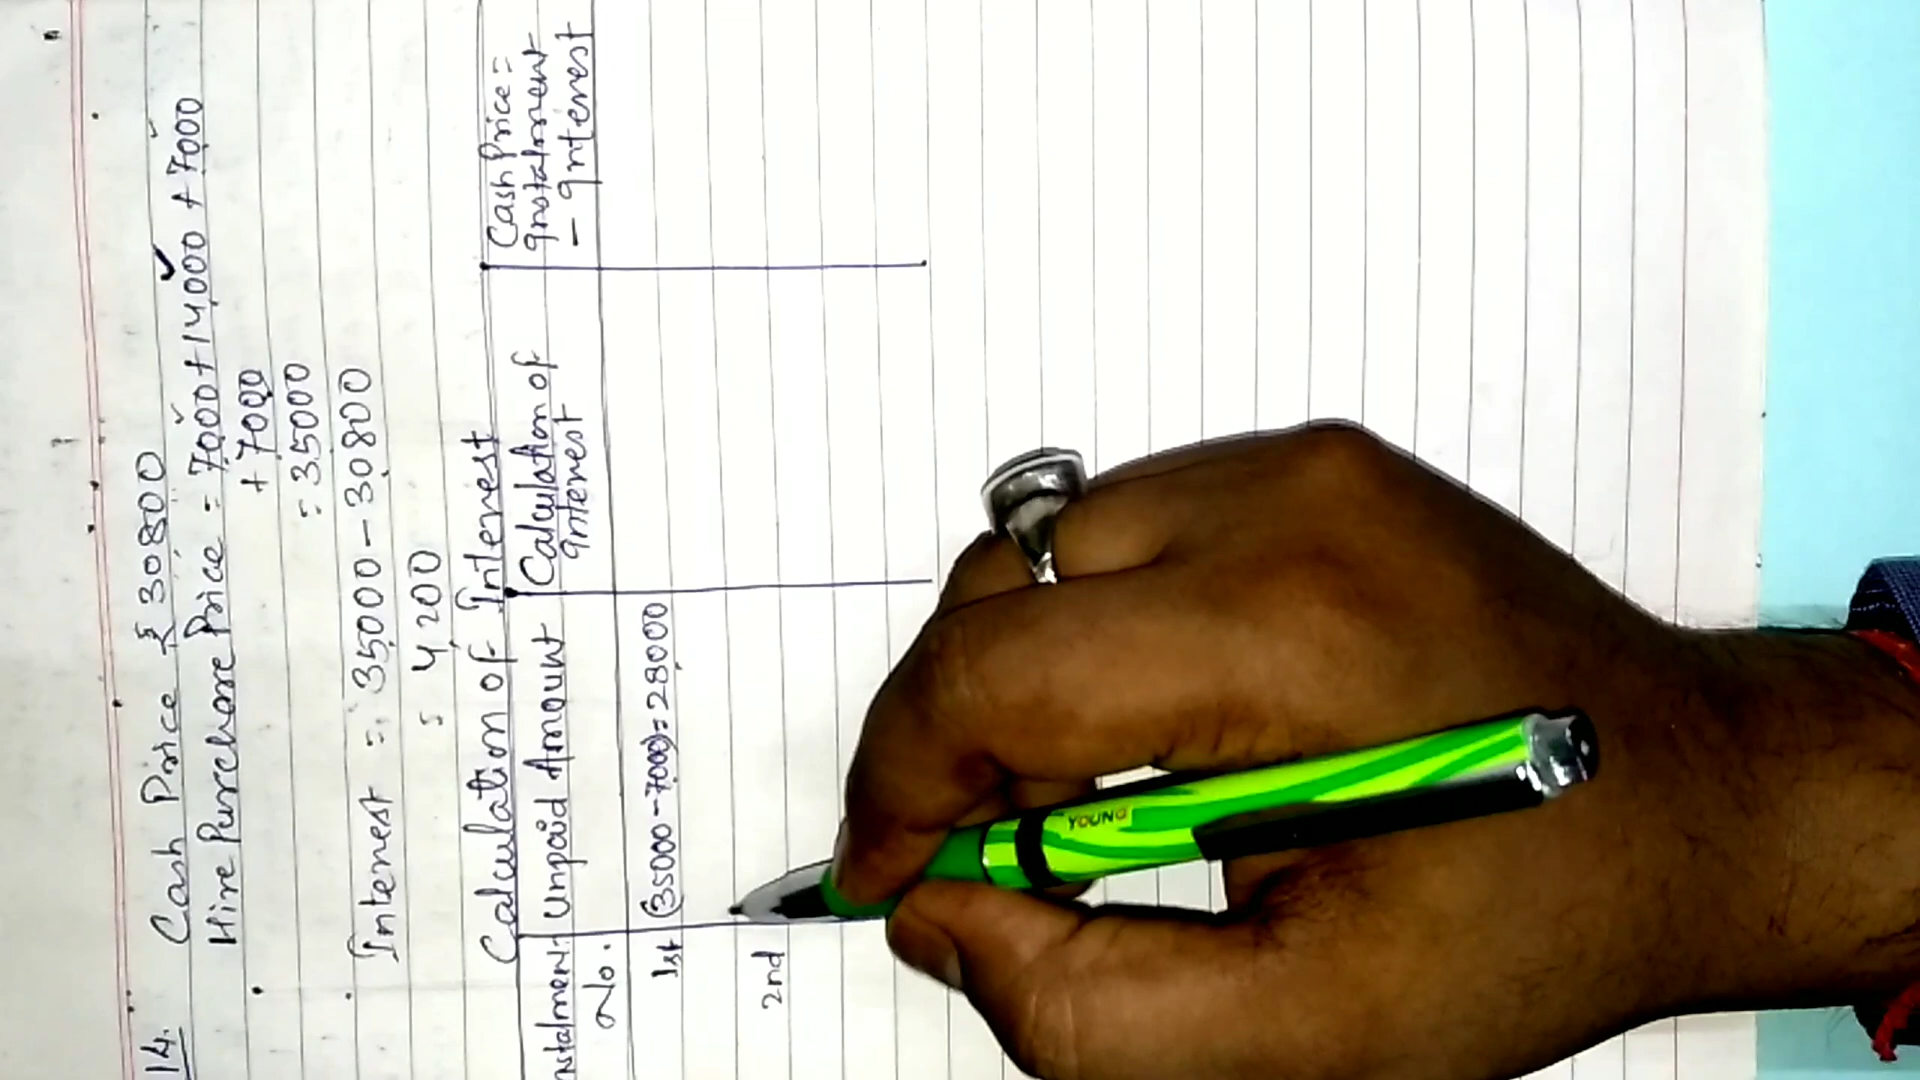 14. Cash Price ₹ 30800
Hire Purchase Price = 7000+14000+7000
+7000
= 35000
Interest = 35000-30800
= 4200
Calculation of Interest
Instalment No. Unpaid Amount Calculation of Interest Cash Price = Instalment - Interest
1st (35000-7000)=28000
2nd
YOUNG